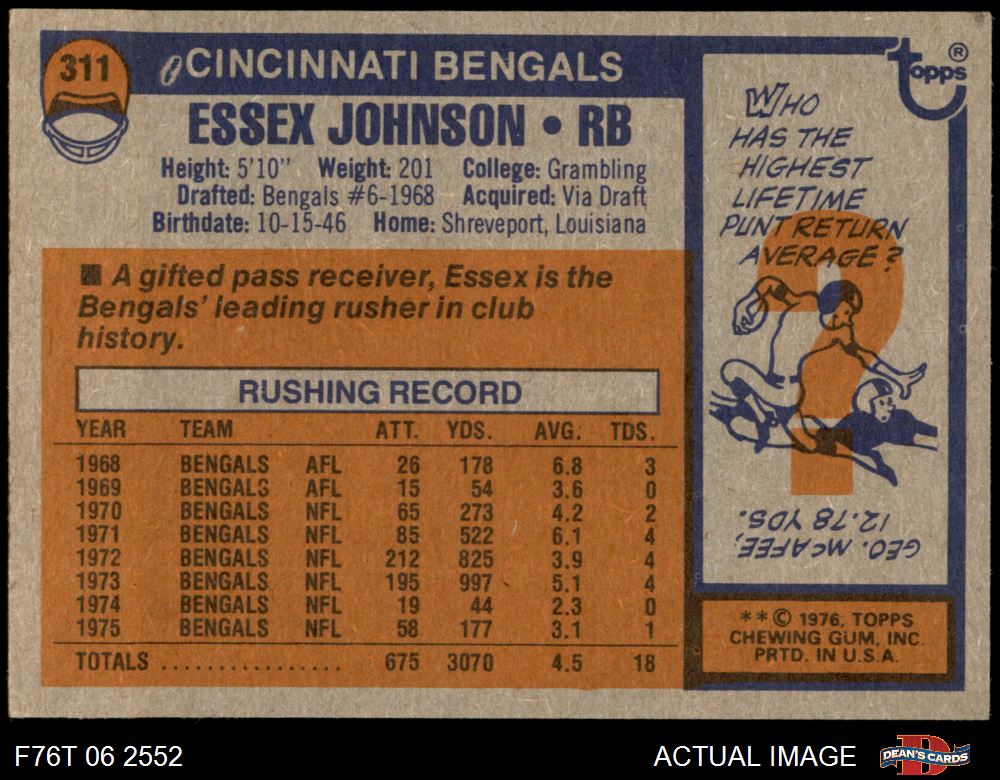 311
CINCINNATI BENGALS
ESSEX JOHNSON • RB
Height: 5'10" Weight: 201 College: Grambling
Drafted: Bengals #6-1968 Acquired: Via Draft
Birthdate: 10-15-46 Home: Shreveport, Louisiana
■ A gifted pass receiver, Essex is the
Bengals' leading rusher in club
history.
RUSHING RECORD
YEAR TEAM ATT. YDS. AVG. TDS.
1968 BENGALS AFL 26 178 6.8 3
1969 BENGALS AFL 15 54 3.6 0
1970 BENGALS NFL 65 273 4.2 2
1971 BENGALS NFL 85 522 6.1 4
1972 BENGALS NFL 212 825 3.9 4
1973 BENGALS NFL 195 997 5.1 4
1974 BENGALS NFL 19 44 2.3 0
1975 BENGALS NFL 58 177 3.1 1
TOTALS ................. 675 3070 4.5 18
Topps®
WHO
HAS THE
HIGHEST
LIFETIME
PUNT RETURN
AVERAGE?
?
GEO. McAFEE,
12.78 YDS.
**© 1976, TOPPS
CHEWING GUM, INC.
PRTD. IN U.S.A.
F76T 06 2552
ACTUAL IMAGE
DEAN'S CARDS